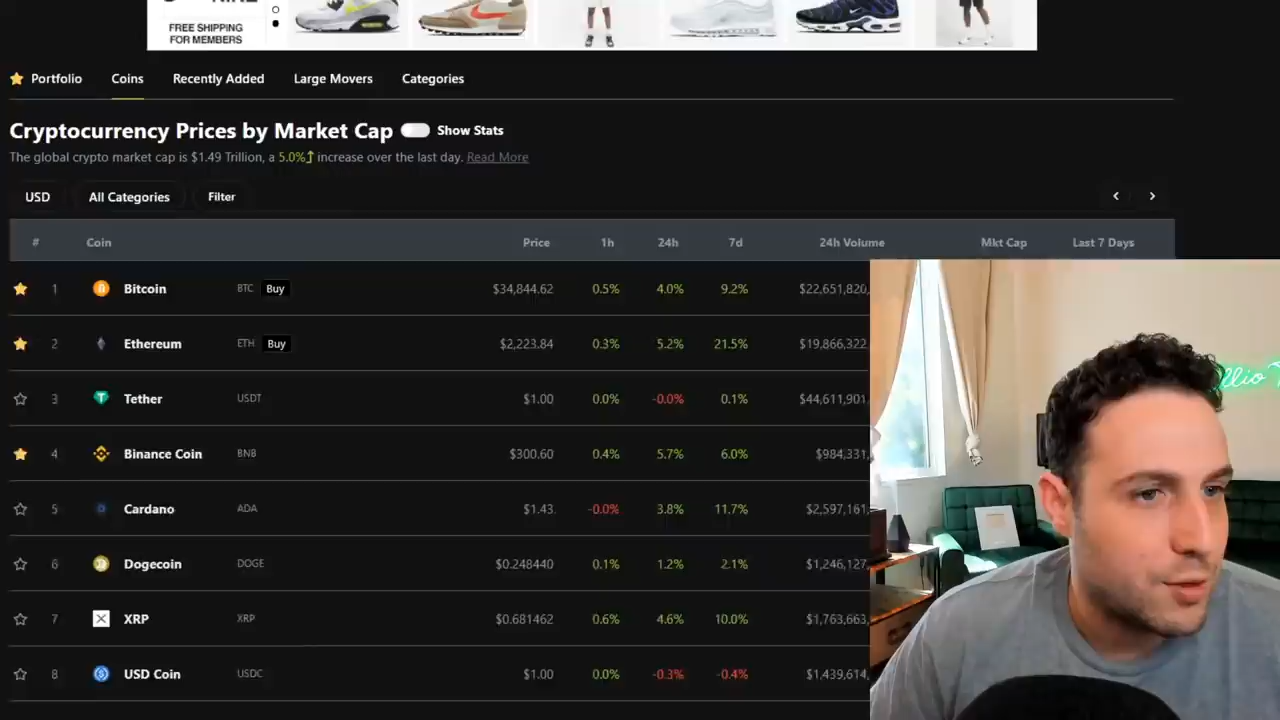 FREE SHIPPING
FOR MEMBERS
Portfolio Coins Recently Added Large Movers Categories
Cryptocurrency Prices by Market Cap Show Stats
The global crypto market cap is $1.49 Trillion, a 5.0% increase over the last day. Read More
USD All Categories Filter
# Coin Price 1h 24h 7d 24h Volume Mkt Cap Last 7 Days
1 Bitcoin BTC Buy $34,844.62 0.5% 4.0% 9.2% $22,651,820,
2 Ethereum ETH Buy $2,223.84 0.3% 5.2% 21.5% $19,866,322,
3 Tether USDT $1.00 0.0% -0.0% 0.1% $44,611,901,
4 Binance Coin BNB $300.60 0.4% 5.7% 6.0% $984,331,
5 Cardano ADA $1.43 -0.0% 3.8% 11.7% $2,597,161,
6 Dogecoin DOGE $0.248440 0.1% 1.2% 2.1% $1,246,127,
7 XRP XRP $0.681462 0.6% 4.6% 10.0% $1,763,663,
8 USD Coin USDC $1.00 0.0% -0.3% -0.4% $1,439,614,